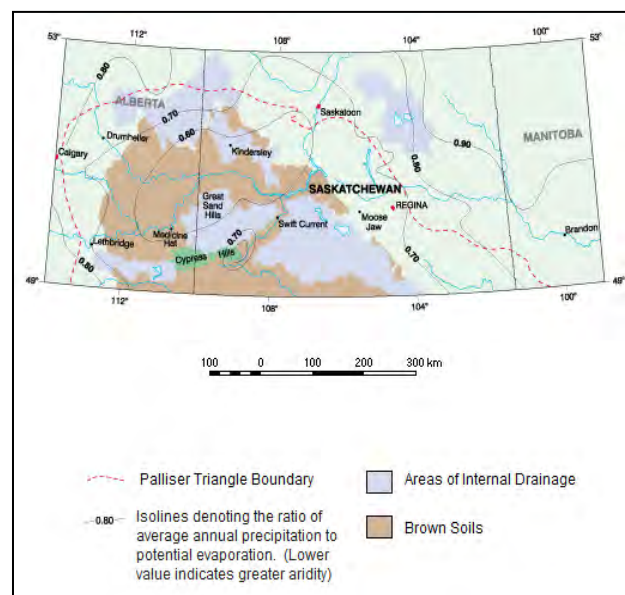 112°
108°
104°
100°
53°
53°
0.80
0.70
0.60
0.90
0.80
ALBERTA
Saskatoon
MANITOBA
Drumheller
Calgary
Kindersley
SASKATCHEWAN
Great
Sand
Hills
REGINA
Medicine
Hat
0.70
Swift Current
Moose
Jaw
Brandon
Lethbridge
Cypress Hills
0.70
0.80
49°
49°
112°
108°
104°
100°
100 0 100 200 300 km
Palliser Triangle Boundary
Areas of Internal Drainage
0.80
Isolines denoting the ratio of
average annual precipitation to
potential evaporation. (Lower
value indicates greater aridity)
Brown Soils